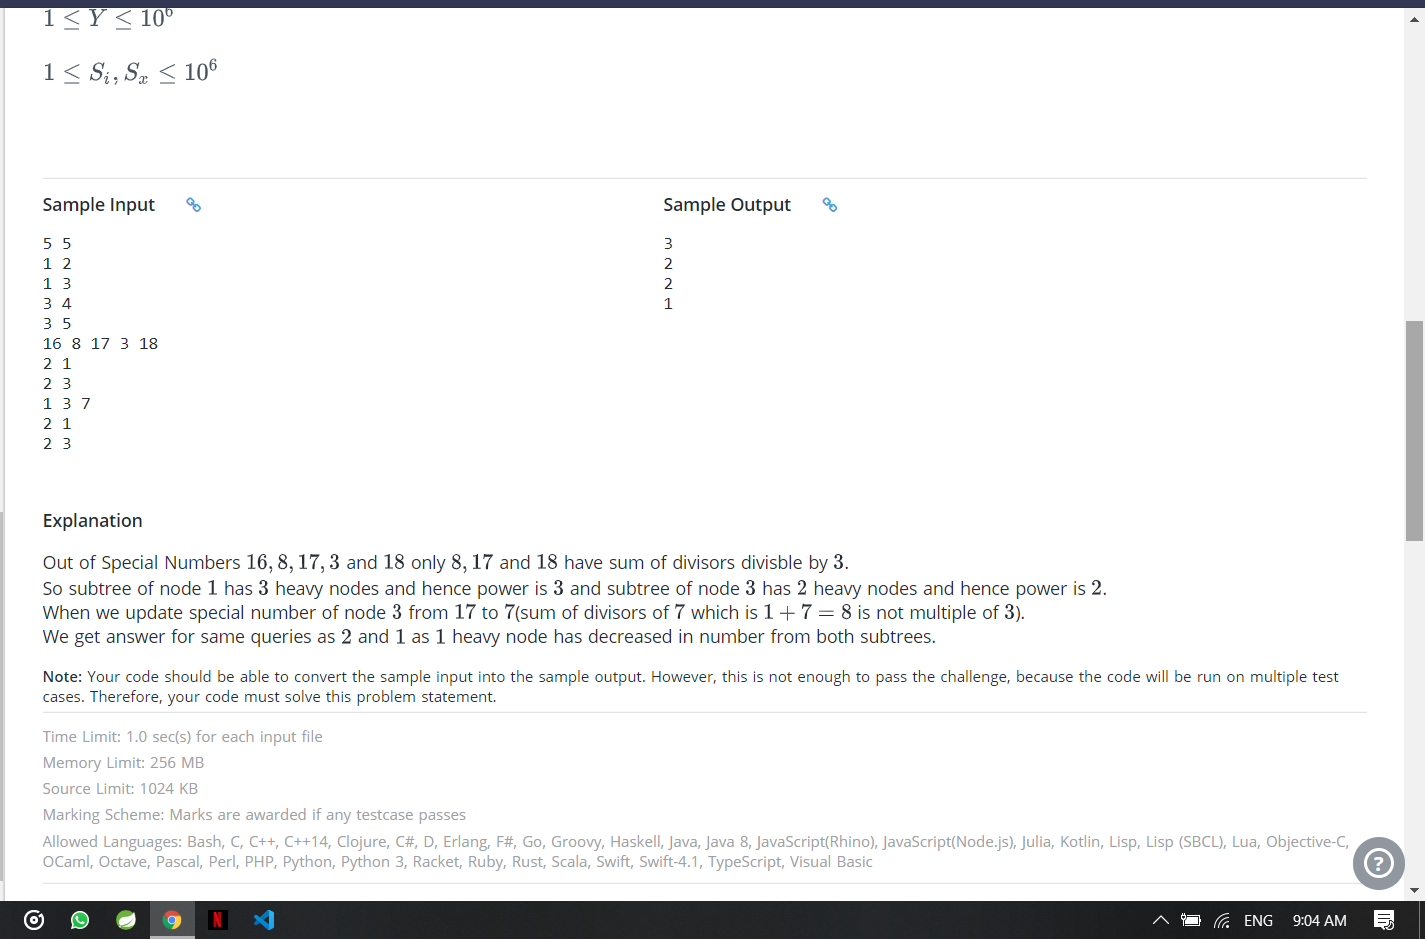 1 ≤ Y ≤ 10⁶
1 ≤ Sᵢ, Sₓ ≤ 10⁶
Sample Input
Sample Output
5 5
1 2
1 3
3 4
3 5
16 8 17 3 18
2 1
2 3
1 3 7
2 1
2 3
3
2
2
1
Explanation
Out of Special Numbers 16, 8, 17, 3 and 18 only 8, 17 and 18 have sum of divisors divisble by 3.
So subtree of node 1 has 3 heavy nodes and hence power is 3 and subtree of node 3 has 2 heavy nodes and hence power is 2.
When we update special number of node 3 from 17 to 7(sum of divisors of 7 which is 1 + 7 = 8 is not multiple of 3).
We get answer for same queries as 2 and 1 as 1 heavy node has decreased in number from both subtrees.
Note: Your code should be able to convert the sample input into the sample output. However, this is not enough to pass the challenge, because the code will be run on multiple test
cases. Therefore, your code must solve this problem statement.
Time Limit: 1.0 sec(s) for each input file
Memory Limit: 256 MB
Source Limit: 1024 KB
Marking Scheme: Marks are awarded if any testcase passes
Allowed Languages: Bash, C, C++, C++14, Clojure, C#, D, Erlang, F#, Go, Groovy, Haskell, Java, Java 8, JavaScript(Rhino), JavaScript(Node.js), Julia, Kotlin, Lisp, Lisp (SBCL), Lua, Objective-C,
OCaml, Octave, Pascal, Perl, PHP, Python, Python 3, Racket, Ruby, Rust, Scala, Swift, Swift-4.1, TypeScript, Visual Basic
?
N
ENG
9:04 AM